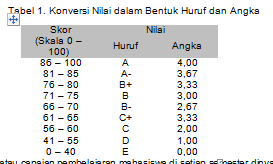 Tabel 1. Konversi Nilai dalam Bentuk Huruf dan Angka
Skor (Skala 0 – 100) Nilai
Huruf Angka
86 – 100 A 4,00
81 – 85 A- 3,67
76 – 80 B+ 3,33
71 – 75 B 3,00
66 – 70 B- 2,67
61 – 65 C+ 3,33
56 – 60 C 2,00
41 – 55 D 1,00
0 – 40 E 0,00
atau capaian pembelajaran mahasiswa di setiap semester